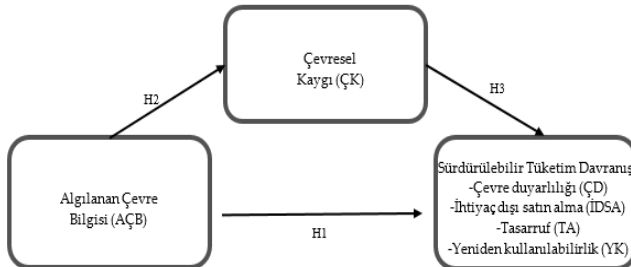 Çevresel
Kaygı (ÇK)
H2
H3
Algılanan Çevre
Bilgisi (AÇB)
H1
Sürdürülebilir Tüketim Davranış
-Çevre duyarlılığı (ÇD)
-İhtiyaç dışı satın alma (İDSA)
-Tasarruf (TA)
-Yeniden kullanılabilirlik (YK)